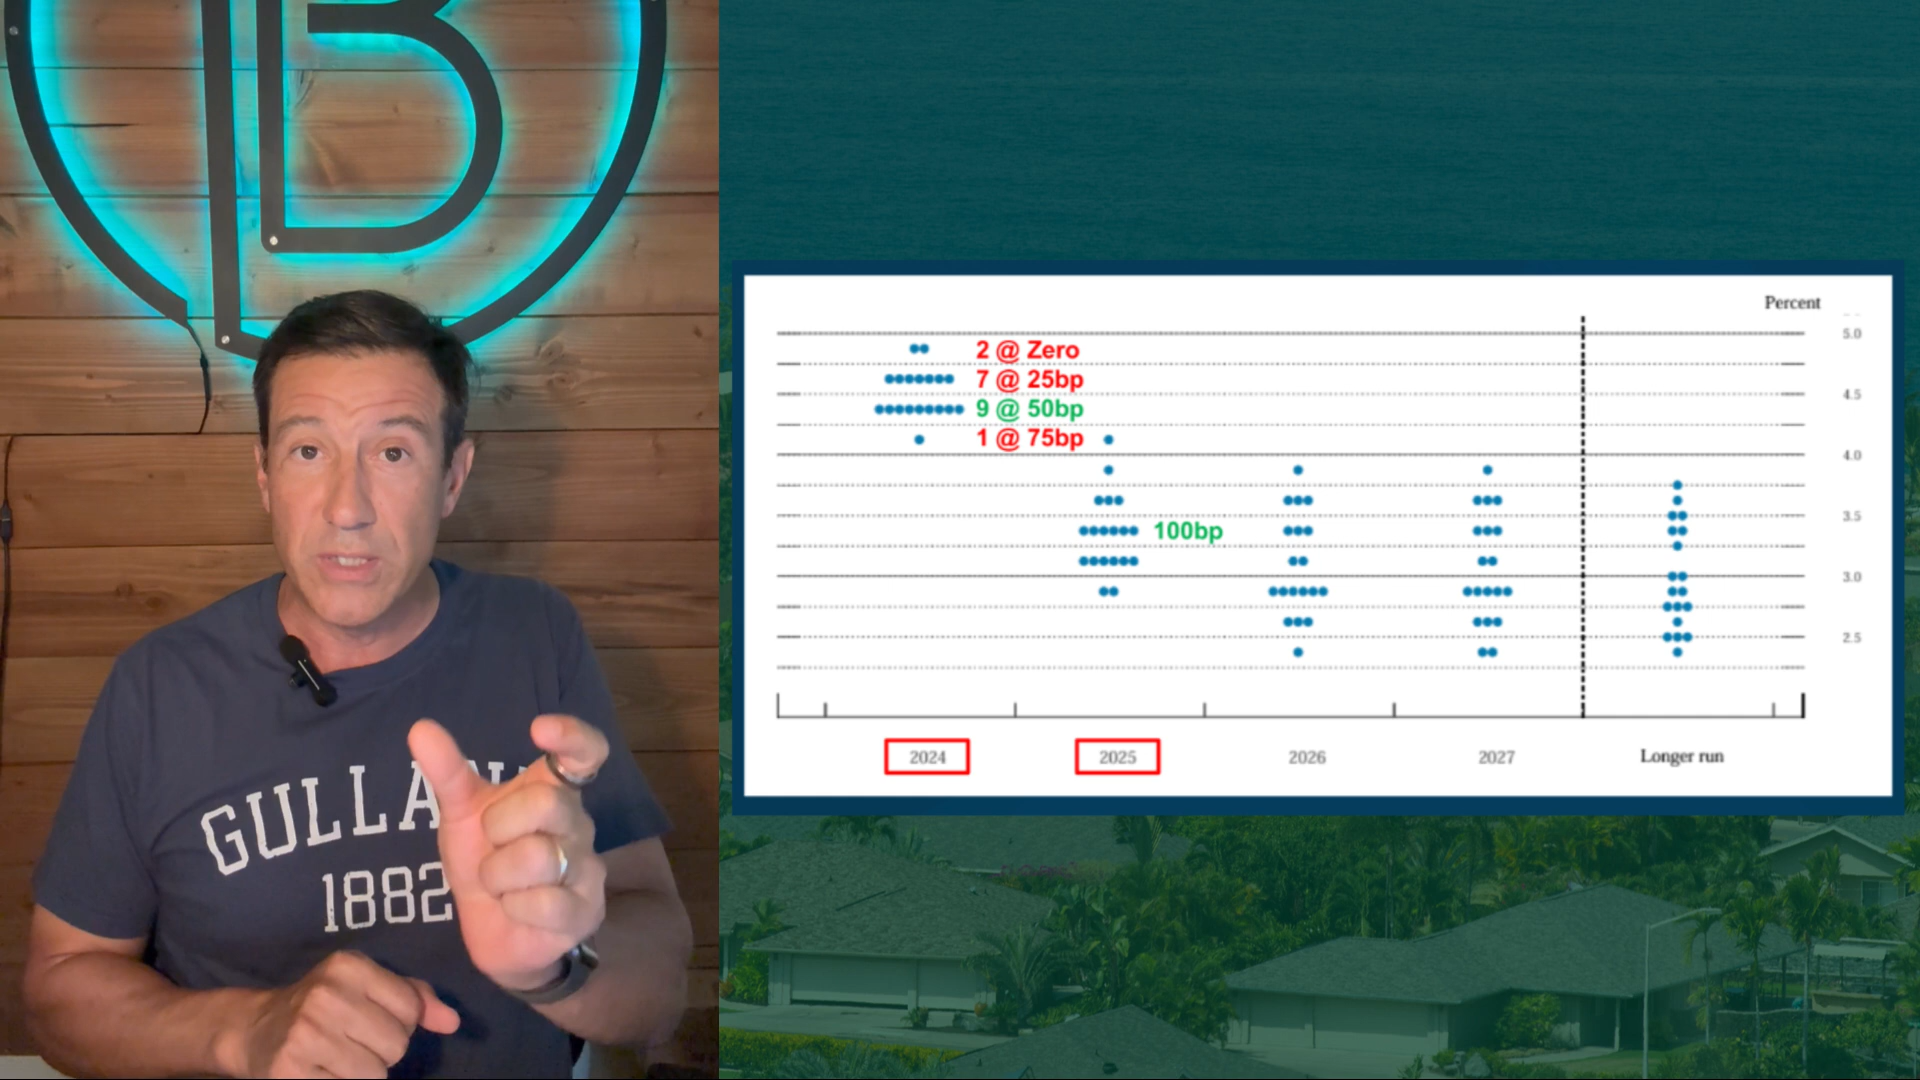 B
GULLA
1882
Percent
5.0
2 @ Zero
7 @ 25bp
4.5
9 @ 50bp
1 @ 75bp
4.0
3.5
100bp
3.0
2.5
2024 2025 2026 2027 Longer run